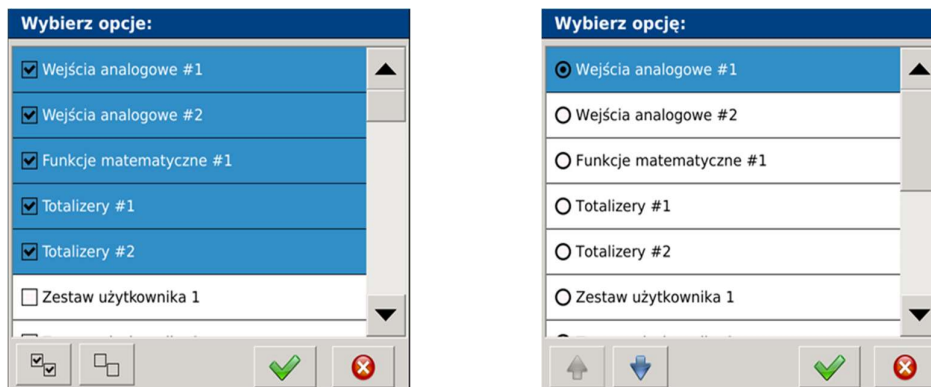 Wybierz opcje:
Wejścia analogowe #1
Wejścia analogowe #2
Funkcje matematyczne #1
Totalizery #1
Totalizery #2
Zestaw użytkownika 1
Wybierz opcję:
Wejścia analogowe #1
Wejścia analogowe #2
Funkcje matematyczne #1
Totalizery #1
Totalizery #2
Zestaw użytkownika 1